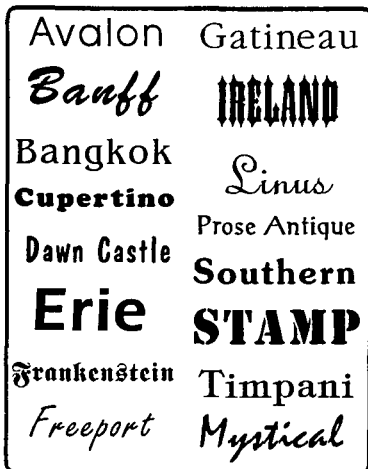 Avalon
Banff
Bangkok
Cupertino
Dawn Castle
Erie
Frankenstein
Freeport
Gatineau
IRELAND
Linus
Prose Antique
Southern
STAMP
Timpani
Mystical